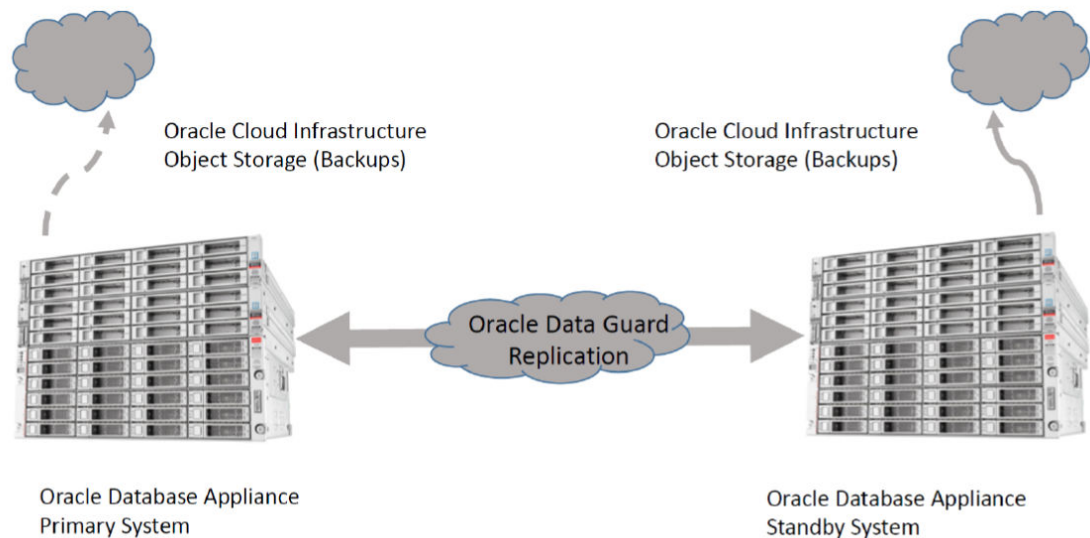 Oracle Cloud Infrastructure
Object Storage (Backups)
Oracle Cloud Infrastructure
Object Storage (Backups)
Oracle Data Guard
Replication
Oracle Database Appliance
Primary System
Oracle Database Appliance
Standby System